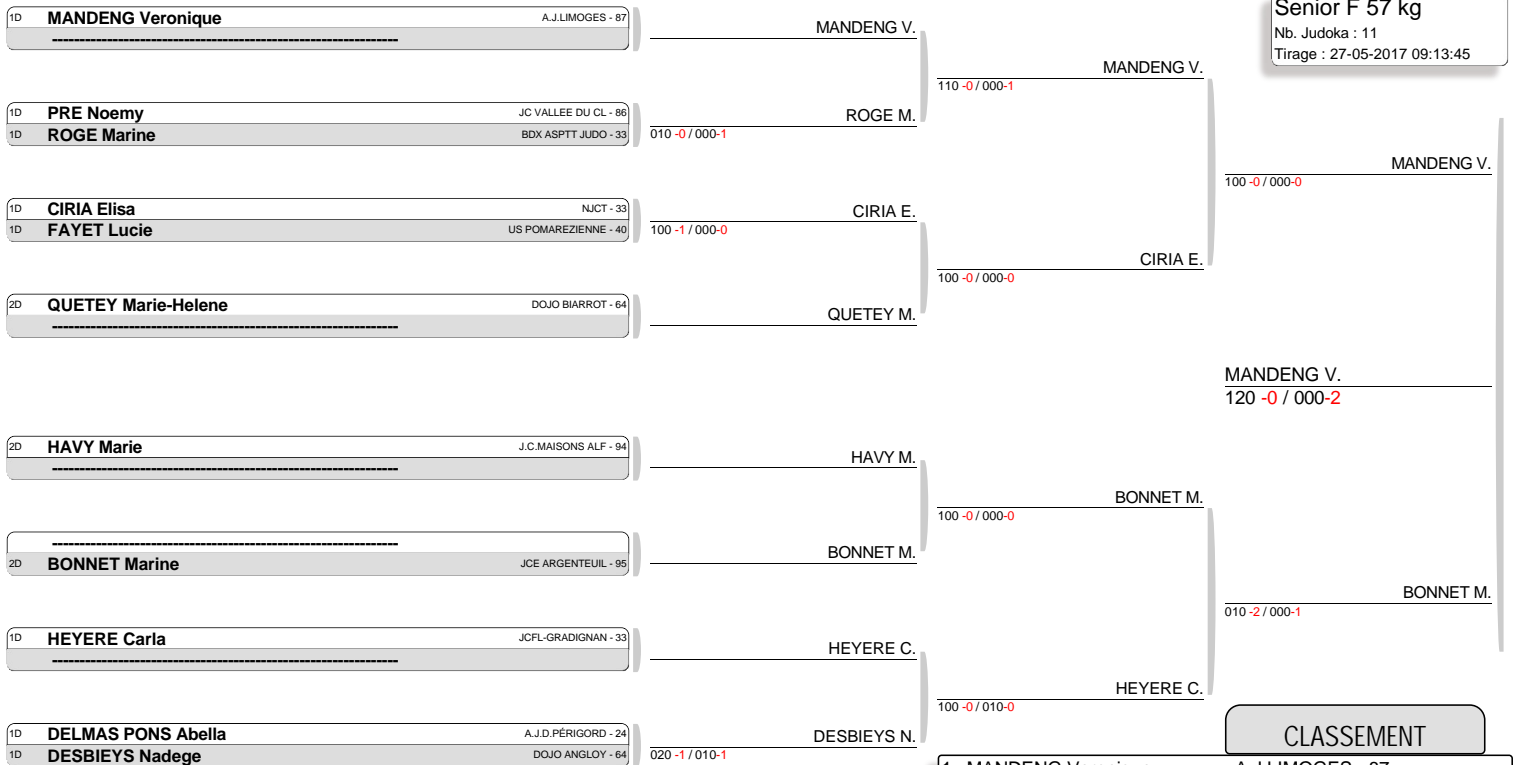 Senior F 57 kg
Nb. Judoka : 11
Tirage : 27-05-2017 09:13:45
1D MANDENG Veronique A.J.LIMOGES - 87
------------------------------------------------------------------
MANDENG V.
MANDENG V.
110 -0 / 000-1
1D PRE Noemy JC VALLEE DU CL - 86
1D ROGE Marine BDX ASPTT JUDO - 33
ROGE M.
010 -0 / 000-1
MANDENG V.
100 -0 / 000-0
1D CIRIA Elisa NJCT - 33
1D FAYET Lucie US POMAREZIENNE - 40
CIRIA E.
100 -1 / 000-0
CIRIA E.
100 -0 / 000-0
2D QUETEY Marie-Helene DOJO BIARROT - 64
------------------------------------------------------------------
QUETEY M.
MANDENG V.
120 -0 / 000-2
2D HAVY Marie J.C.MAISONS ALF - 94
------------------------------------------------------------------
HAVY M.
BONNET M.
100 -0 / 000-0
------------------------------------------------------------------
2D BONNET Marine JCE ARGENTEUIL - 95
BONNET M.
BONNET M.
010 -2 / 000-1
1D HEYERE Carla JCFL-GRADIGNAN - 33
------------------------------------------------------------------
HEYERE C.
HEYERE C.
100 -0 / 010-0
1D DELMAS PONS Abella A.J.D.PÉRIGORD - 24
1D DESBIEYS Nadege DOJO ANGLOY - 64
DESBIEYS N.
020 -1 / 010-1
CLASSEMENT
1 MANDENG Veronique A.J.LIMOGES - 87